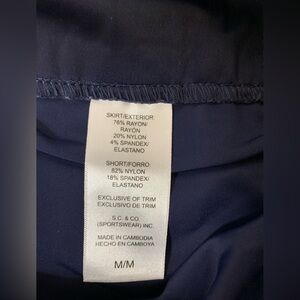 SKIRT/EXTERIOR
76% RAYON/
RAYÓN
20% NYLON
4% SPANDEX/
ELASTANO
SHORT/FORRO
82% NYLON
18% SPANDEX/
ELASTANO
EXCLUSIVE OF TRIM
EXCLUSIVO DE TRIM
S.C. & CO.
(SPORTSWEAR) INC.
MADE IN CAMBODIA
HECHO EN CAMBOYA
M/M